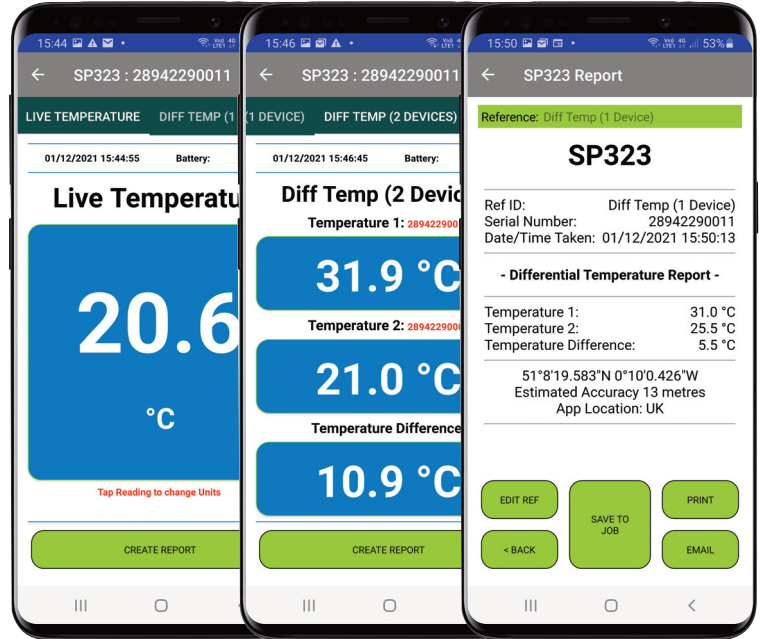 15:44
SP323 : 28942290011
LIVE TEMPERATURE DIFF TEMP (1
01/12/2021 15:44:55 Battery:
Live Temperatu
20.6
°C
Tap Reading to change Units
CREATE REPORT
15:46
SP323 : 28942290011
(1 DEVICE) DIFF TEMP (2 DEVICES)
01/12/2021 15:46:45 Battery:
Diff Temp (2 Devic
Temperature 1: 289422900
31.9 °C
Temperature 2: 289422900
21.0 °C
Temperature Difference
10.9 °C
CREATE REPORT
15:50 53%
SP323 Report
Reference: Diff Temp (1 Device)
SP323
Ref ID: Diff Temp (1 Device)
Serial Number: 28942290011
Date/Time Taken: 01/12/2021 15:50:13
- Differential Temperature Report -
Temperature 1: 31.0 °C
Temperature 2: 25.5 °C
Temperature Difference: 5.5 °C
51°8'19.583"N 0°10'0.426"W
Estimated Accuracy 13 metres
App Location: UK
EDIT REF
SAVE TO
JOB
PRINT
< BACK
EMAIL